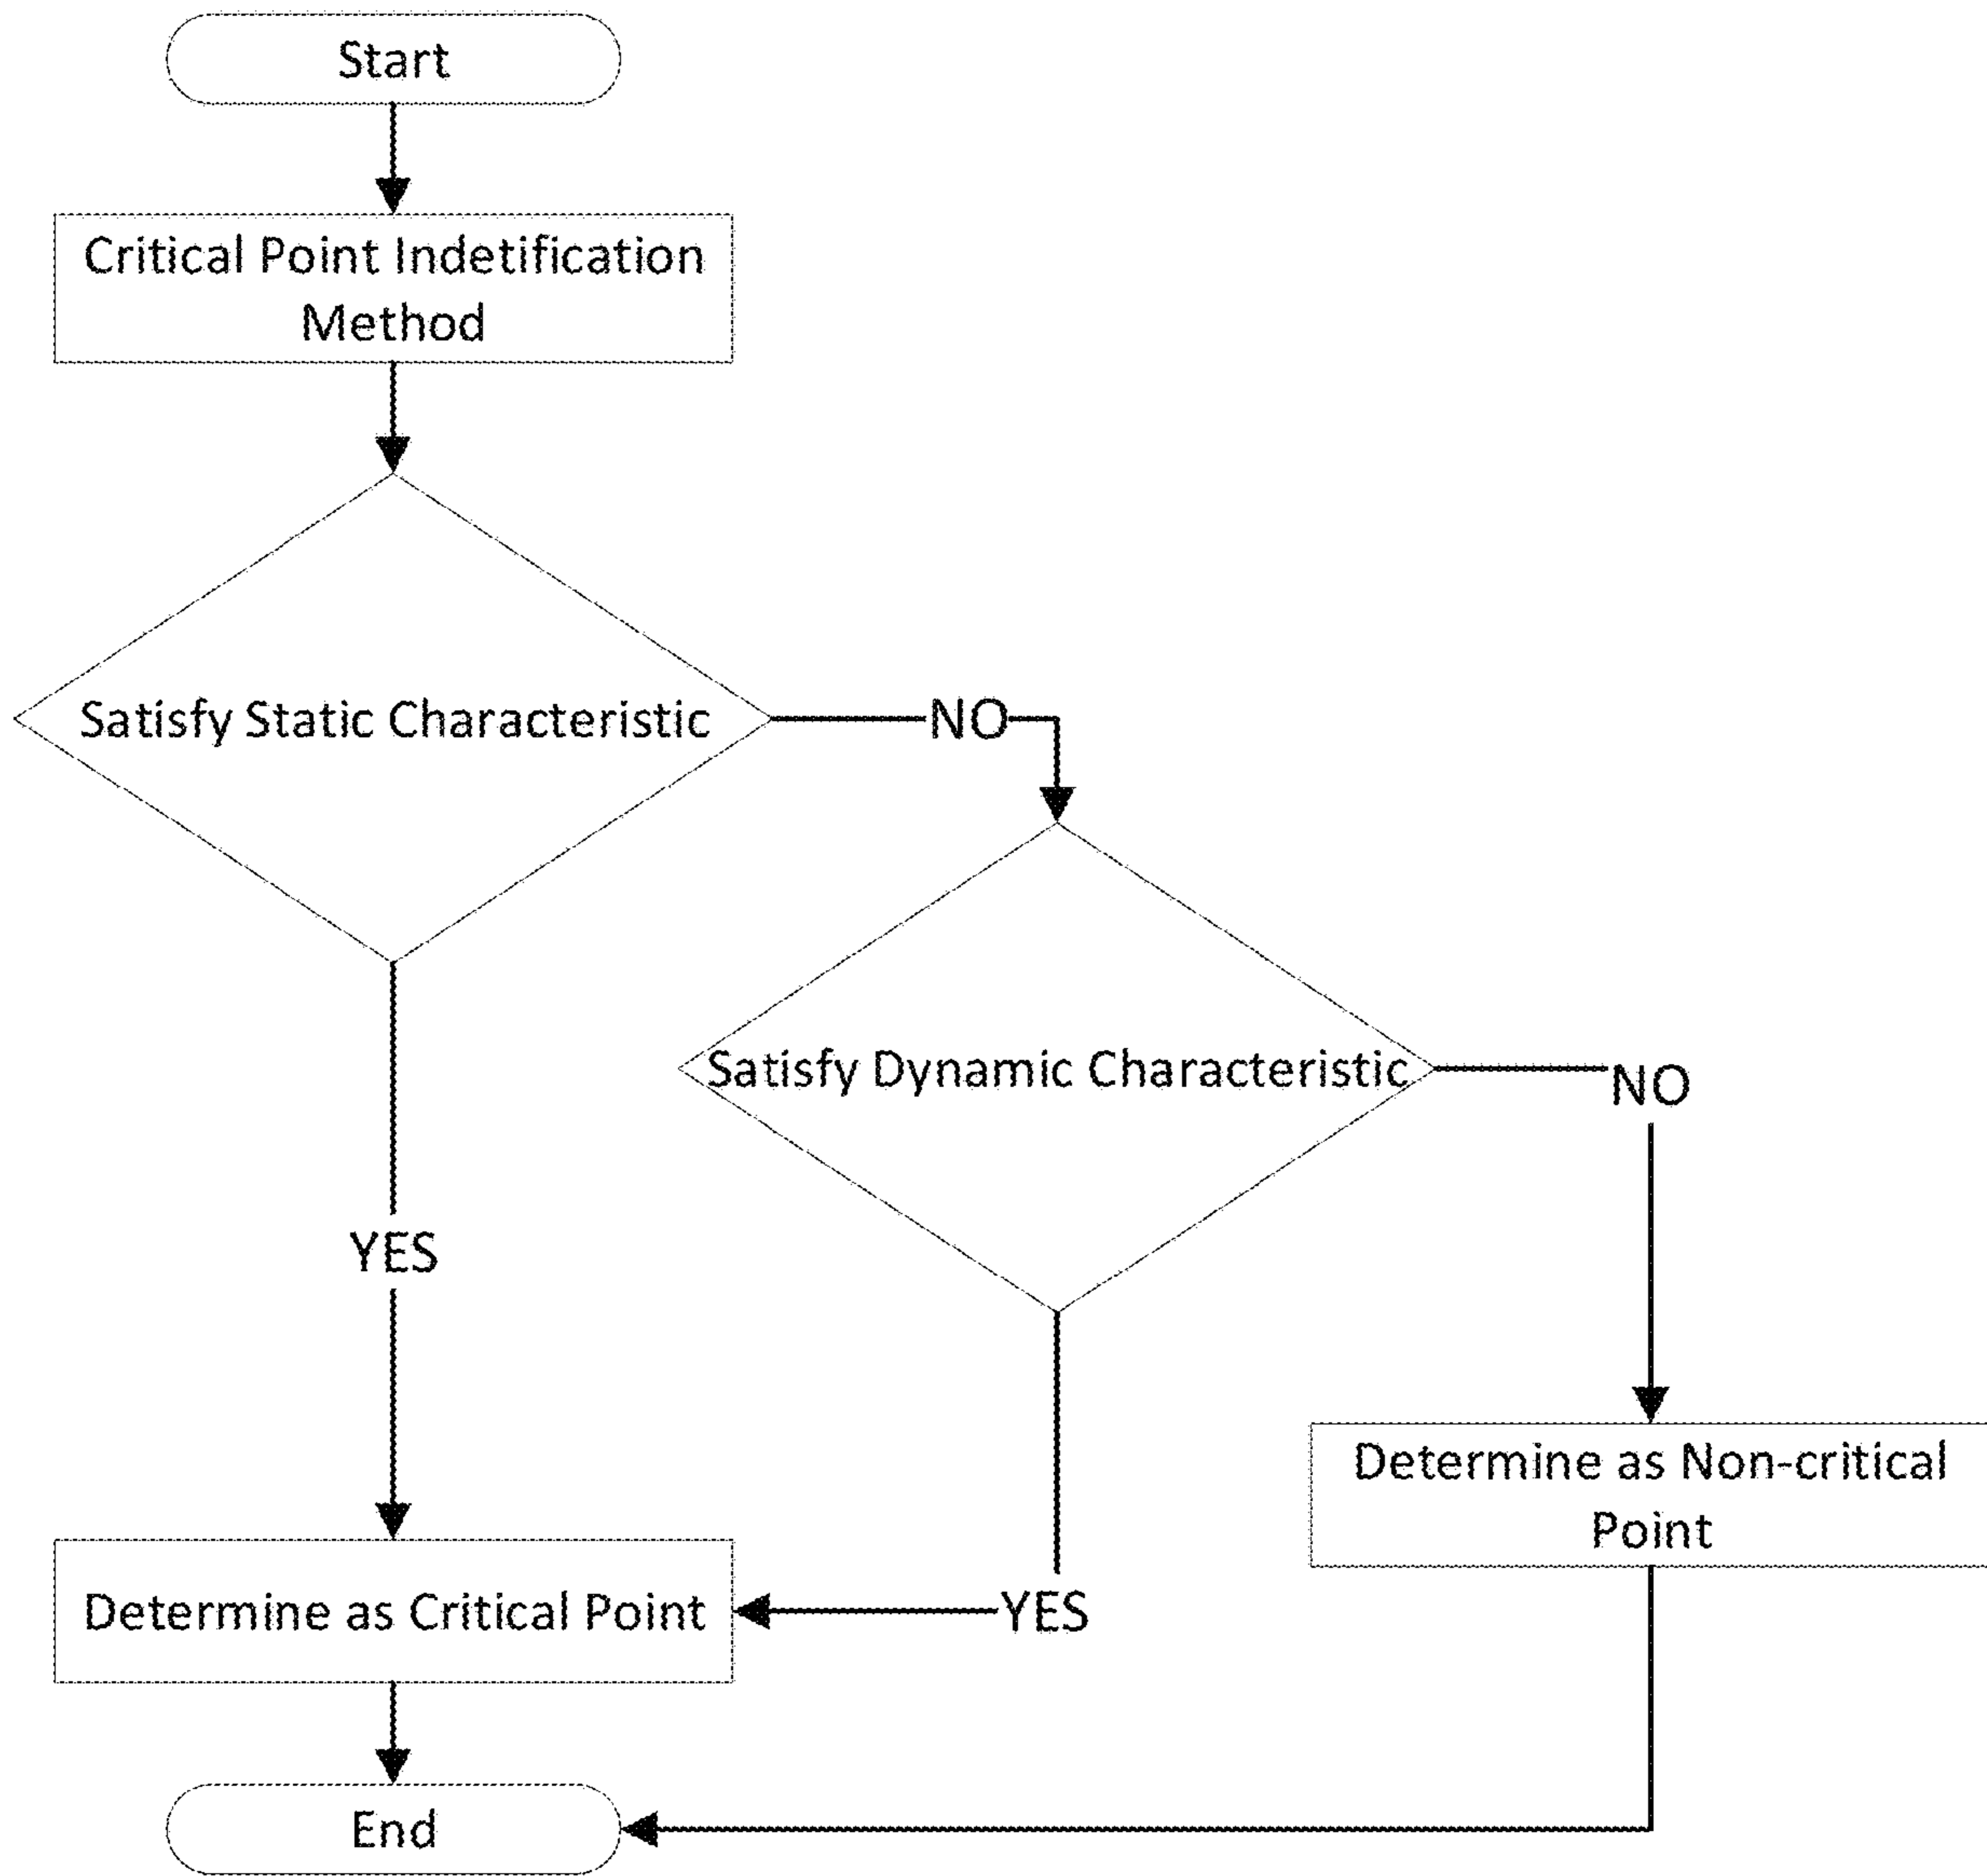 Start
Critical Point Indetification
Method
Satisfy Static Characteristic
NO
Satisfy Dynamic Characteristic
NO
YES
Determine as Non-critical
Point
Determine as Critical Point
YES
End